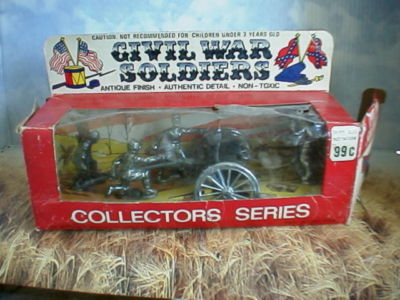 CAUTION: NOT RECOMMENDED FOR CHILDREN UNDER 3 YEARS OLD
CIVIL WAR
SOLDIERS
ANTIQUE FINISH • AUTHENTIC DETAIL • NON-TOXIC
99¢
COLLECTORS SERIES